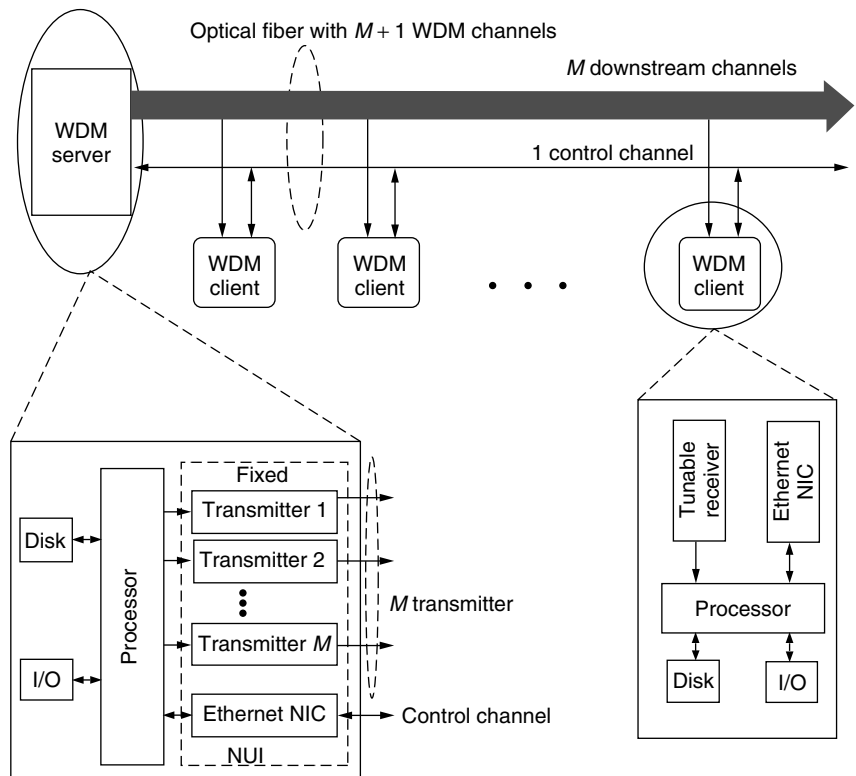 Optical fiber with M + 1 WDM channels
M downstream channels
WDM
server
1 control channel
WDM
client
WDM
client
WDM
client
Fixed
Transmitter 1
Transmitter 2
Transmitter M
Ethernet NIC
NUI
Disk
I/O
Processor
M transmitter
Control channel
Tunable
receiver
Ethernet
NIC
Processor
Disk
I/O